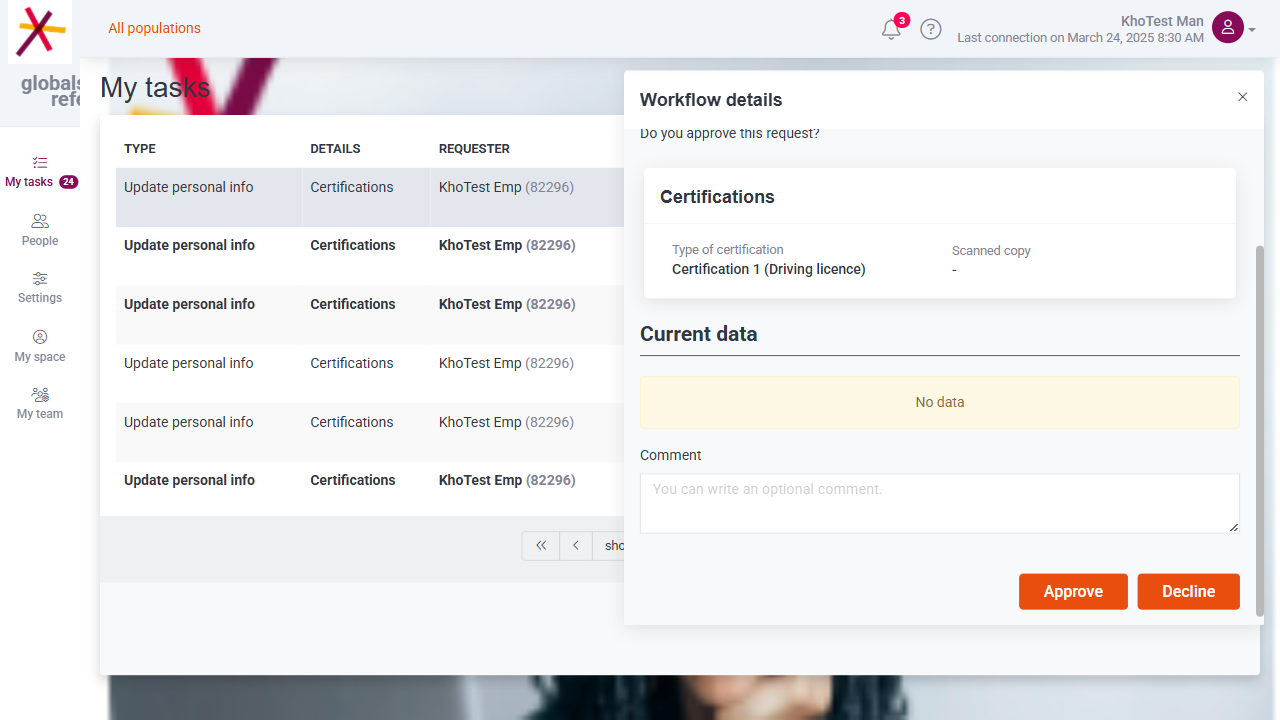 All populations
3
KhoTest Man
Last connection on March 24, 2025 8:30 AM
globals
refe
My tasks 24
People
Settings
My space
My team
My tasks
TYPE DETAILS REQUESTER
Update personal info Certifications KhoTest Emp (82296)
Update personal info Certifications KhoTest Emp (82296)
Update personal info Certifications KhoTest Emp (82296)
Update personal info Certifications KhoTest Emp (82296)
Update personal info Certifications KhoTest Emp (82296)
Update personal info Certifications KhoTest Emp (82296)
sho
Workflow details
Do you approve this request?
Certifications
Type of certification Scanned copy
Certification 1 (Driving licence) -
Current data
No data
Comment
You can write an optional comment.
Approve Decline